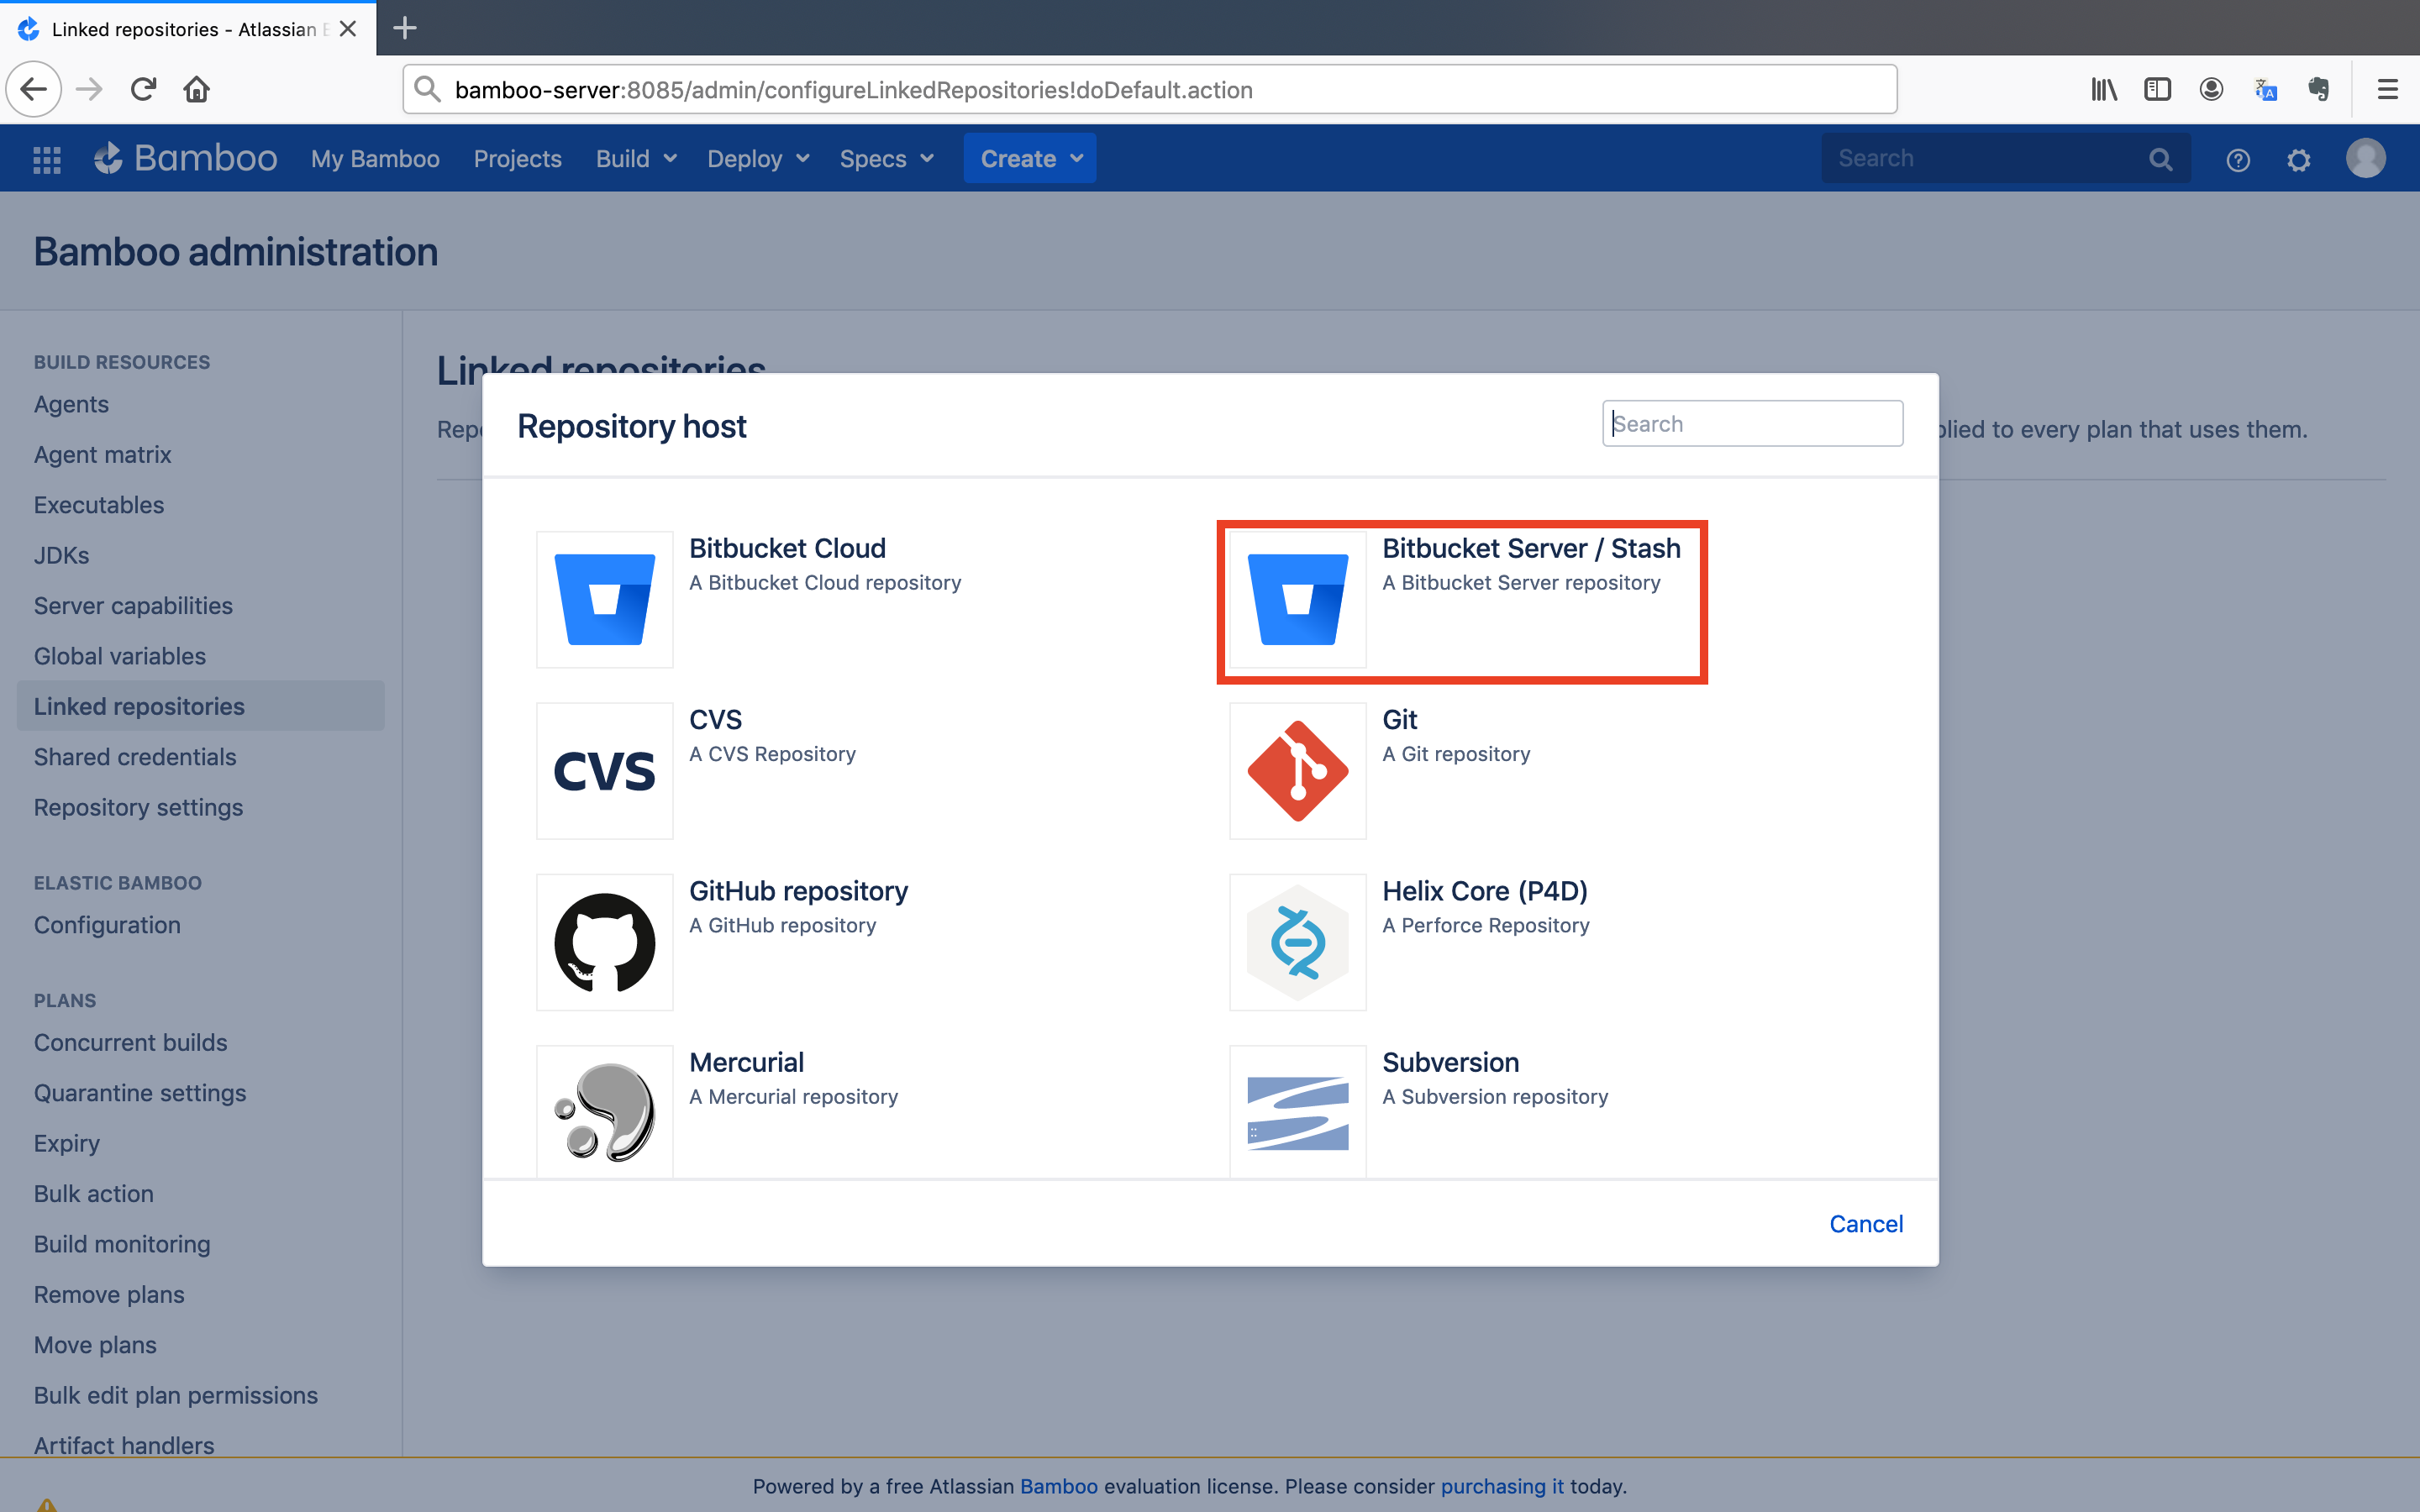 Linked repositories - Atlassian B
bamboo-server:8085/admin/configureLinkedRepositories!doDefault.action
Bamboo My Bamboo Projects Build Deploy Specs Create Search
Bamboo administration
BUILD RESOURCES
Agents
Agent matrix
Executables
JDKs
Server capabilities
Global variables
Linked repositories
Shared credentials
Repository settings
ELASTIC BAMBOO
Configuration
PLANS
Concurrent builds
Quarantine settings
Expiry
Bulk action
Build monitoring
Remove plans
Move plans
Bulk edit plan permissions
Artifact handlers
Linked repositories
to every plan that uses them.
Repository host
Search
Bitbucket Cloud
A Bitbucket Cloud repository
Bitbucket Server / Stash
A Bitbucket Server repository
CVS
CVS
A CVS Repository
Git
A Git repository
GitHub repository
A GitHub repository
Helix Core (P4D)
A Perforce Repository
Mercurial
A Mercurial repository
Subversion
A Subversion repository
Cancel
Powered by a free Atlassian Bamboo evaluation license. Please consider purchasing it today.